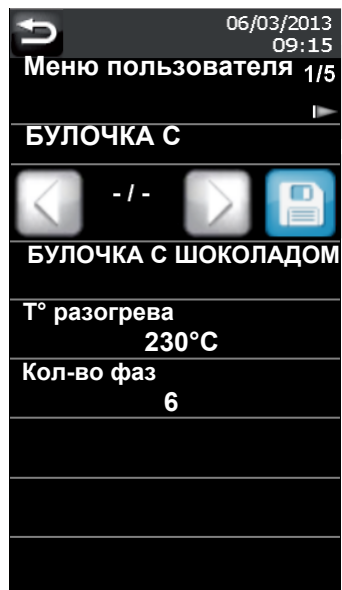 06/03/2013
09:15
Меню пользователя 1/5
БУЛОЧКА С
- / -
БУЛОЧКА С ШОКОЛАДОМ
T° разогрева
230°C
Кол-во фаз
6